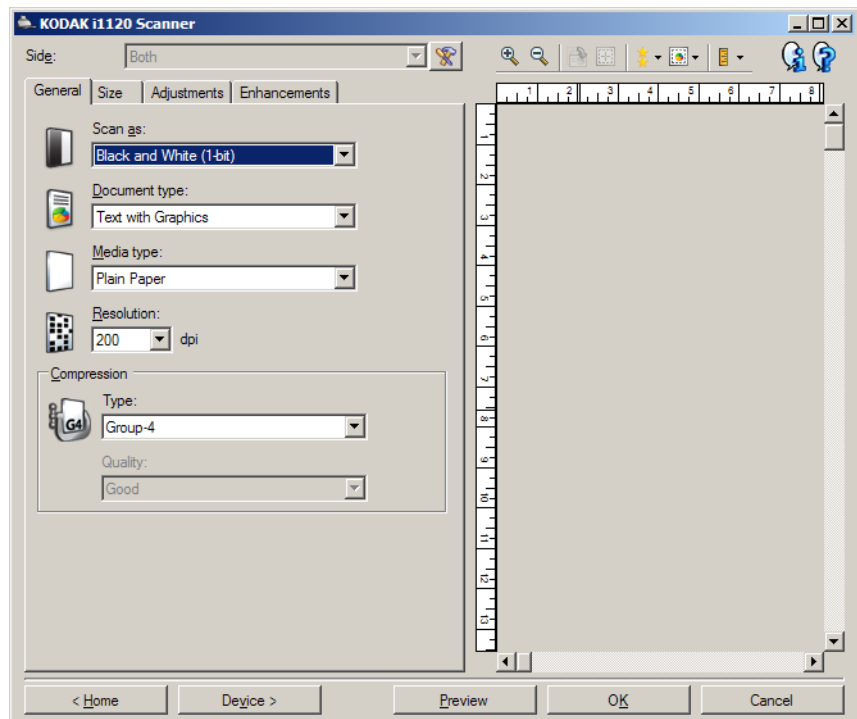 KODAK i1120 Scanner
Side: Both
General Size Adjustments Enhancements
Scan as:
Black and White (1-bit)
Document type:
Text with Graphics
Media type:
Plain Paper
Resolution:
200 dpi
Compression
Type:
G4 Group-4
Quality:
Good
1 2 3 4 5 6 7 8
1
2
3
4
5
6
7
8
9
10
11
12
13
< Home Device > Preview OK Cancel